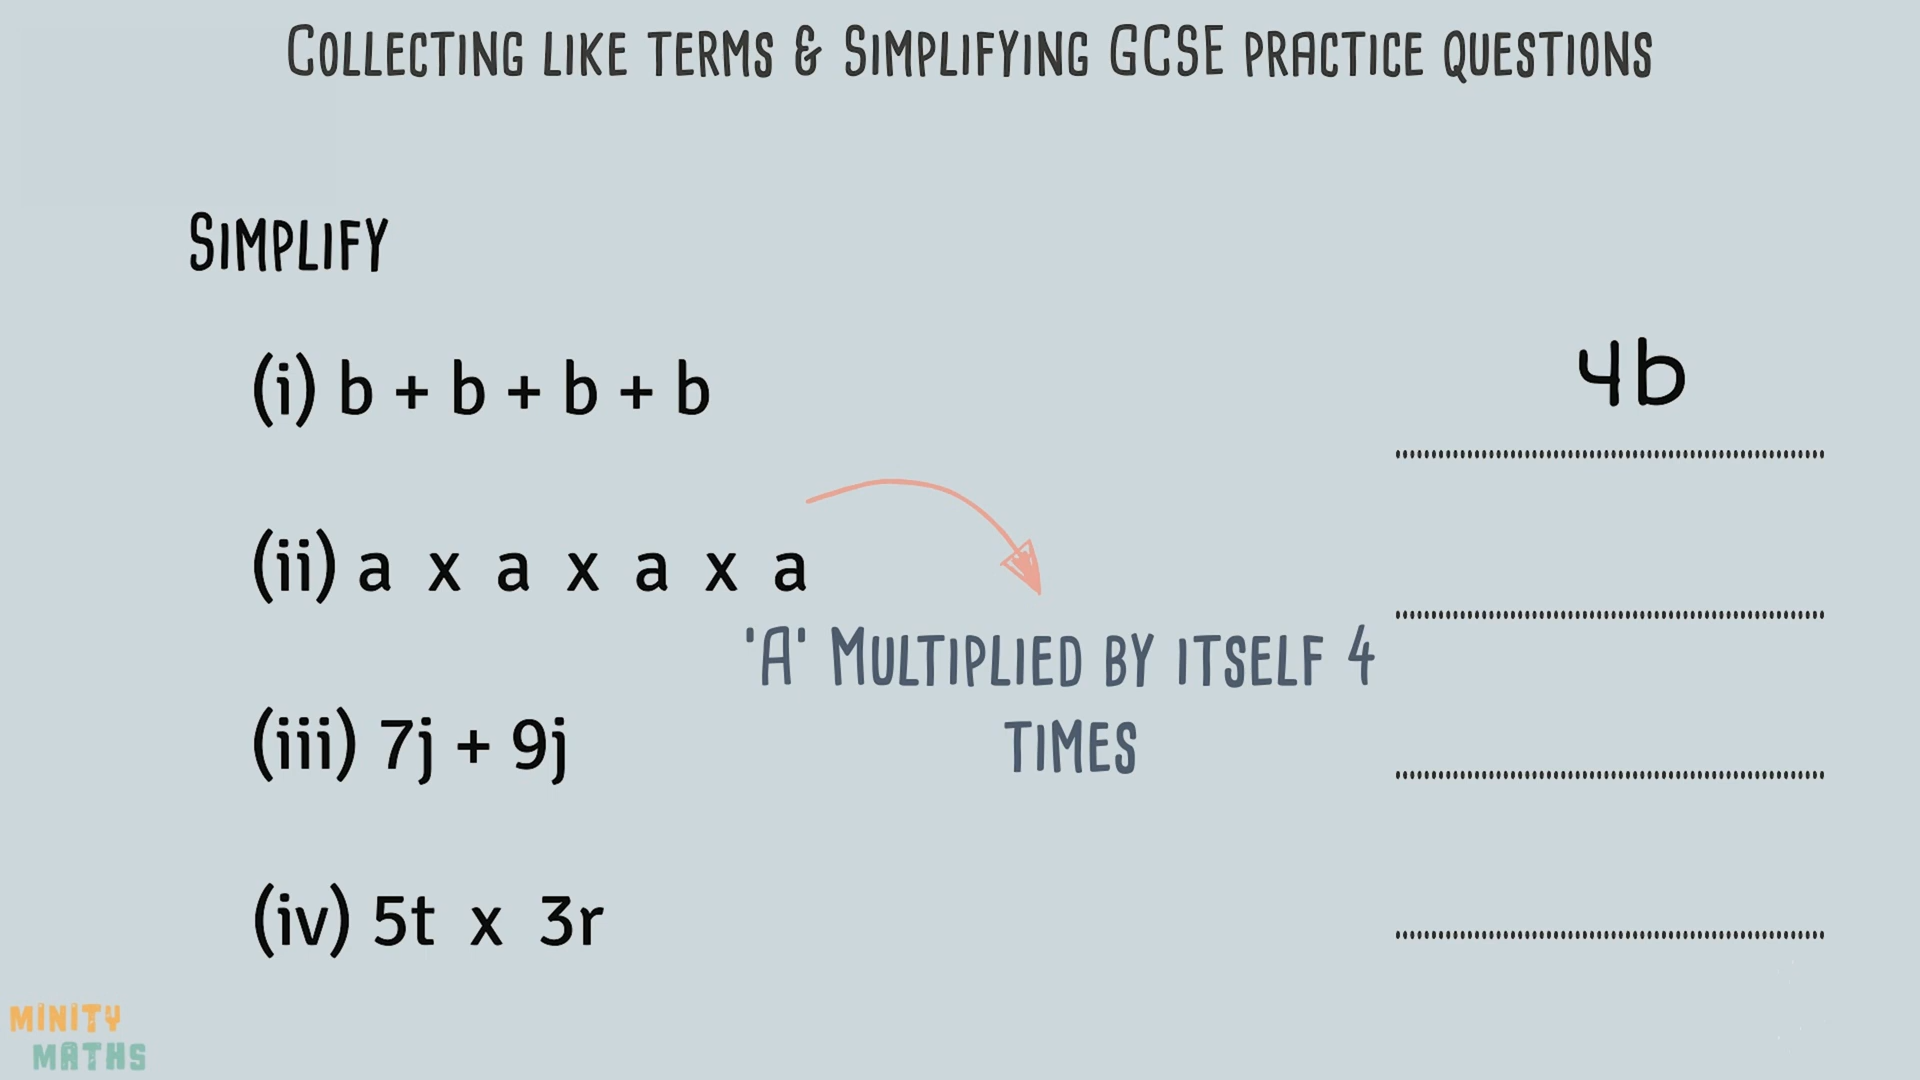 Collecting like terms & Simplifying GCSE practice questions
Simplify
(i) b + b + b + b
4b
(ii) a x a x a x a
'A' Multiplied by itself 4
times
(iii) 7j + 9j
(iv) 5t x 3r
MINITY
MATHS